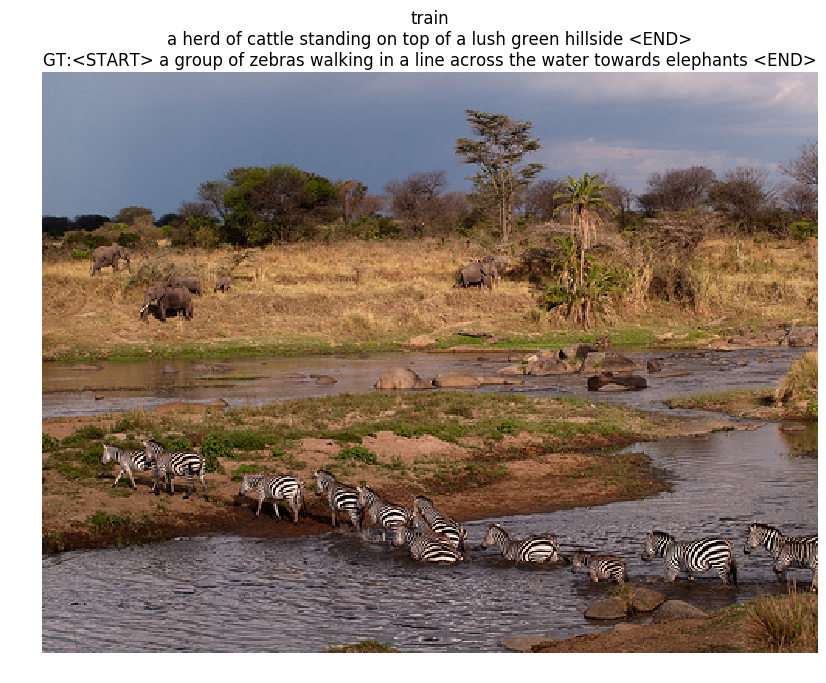 train
a herd of cattle standing on top of a lush green hillside <END>
GT:<START> a group of zebras walking in a line across the water towards elephants <END>